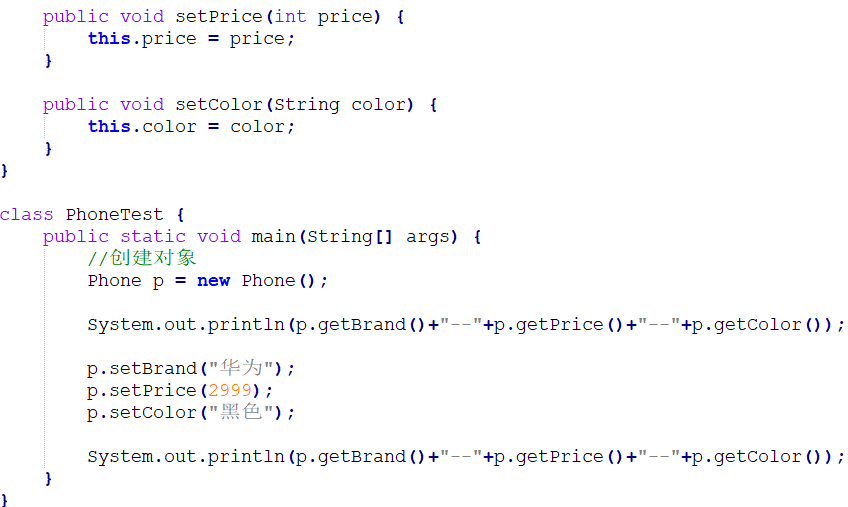 public void setPrice(int price) {
this.price = price;
}
public void setColor(String color) {
this.color = color;
}
}
class PhoneTest {
public static void main(String[] args) {
//创建对象
Phone p = new Phone();
System.out.println(p.getBrand()+"--"+p.getPrice()+"--"+p.getColor());
p.setBrand("华为");
p.setPrice(2999);
p.setColor("黑色");
System.out.println(p.getBrand()+"--"+p.getPrice()+"--"+p.getColor());
}
}